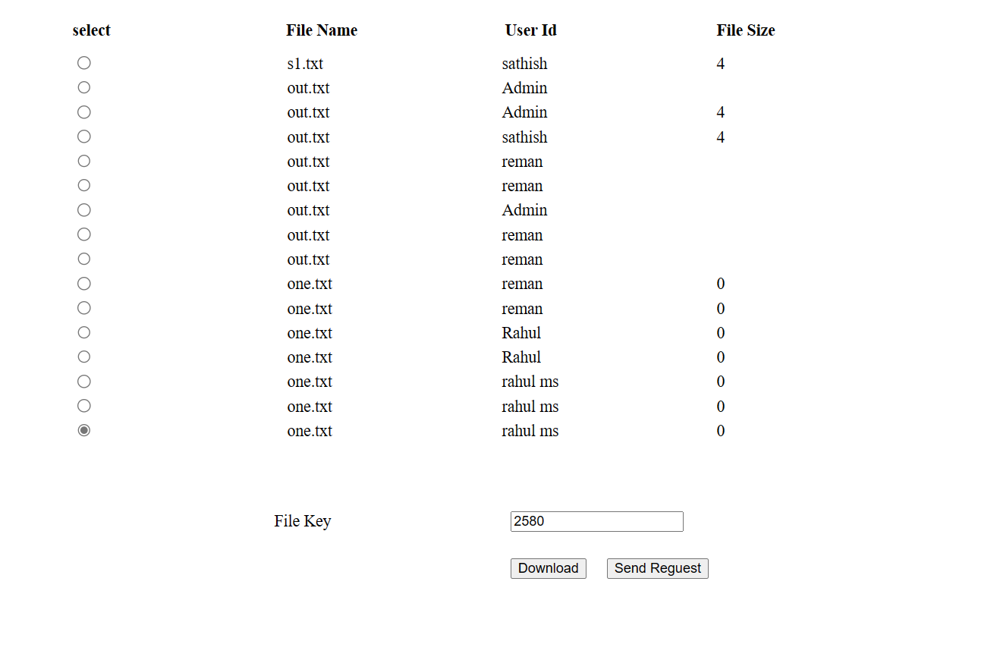 select File Name User Id File Size
s1.txt sathish 4
out.txt Admin
out.txt Admin 4
out.txt sathish 4
out.txt reman
out.txt reman
out.txt Admin
out.txt reman
out.txt reman
one.txt reman 0
one.txt reman 0
one.txt Rahul 0
one.txt Rahul 0
one.txt rahul ms 0
one.txt rahul ms 0
one.txt rahul ms 0
File Key 2580
Download Send Reguest